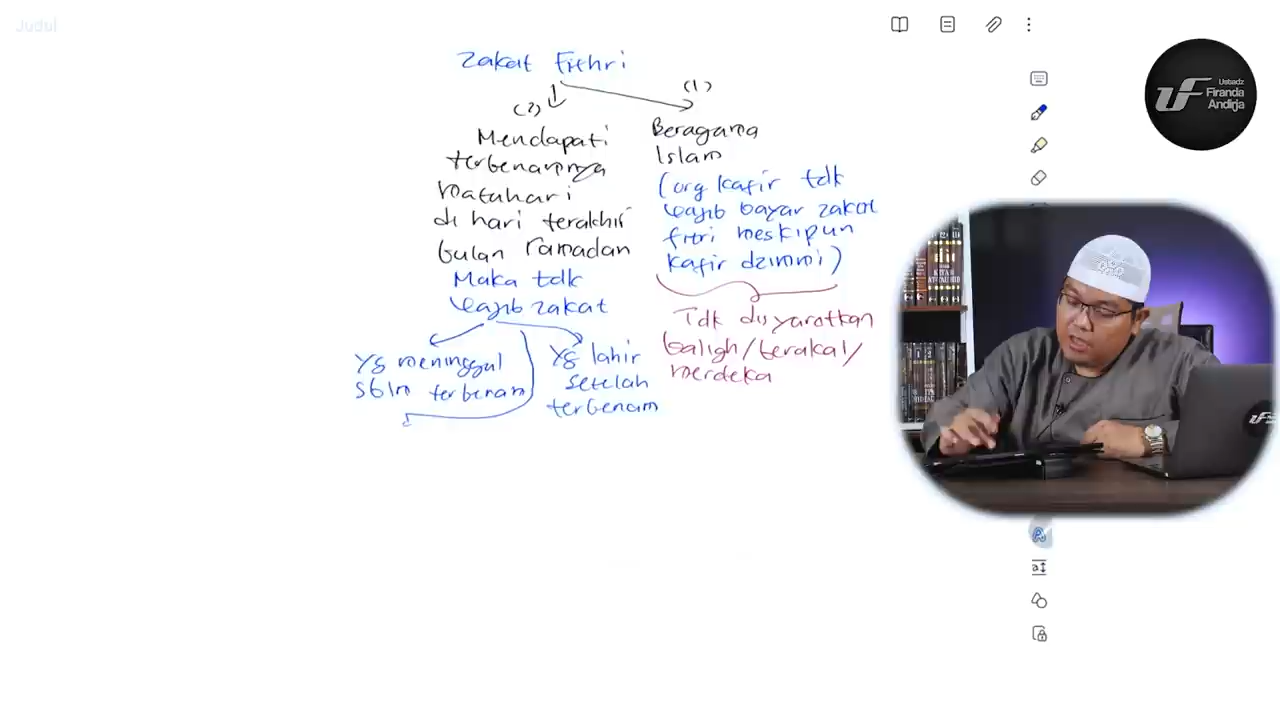 Judul
Zakat Fithri
(2)
Mendapati
terbenamnya
matahari
di hari terakhir
bulan ramadan
Maka tdk
wajib zakat
Yg meninggal
sblm terbenam
Yg lahir
setelah
terbenam
(1)
Beragama
Islam
(org kafir tdk
wajib bayar zakat
fitri meskipun
kafir dzimmi)
Tdk disyaratkan
baligh/berakal/
merdeka
Ustadz
Firanda
Andirja